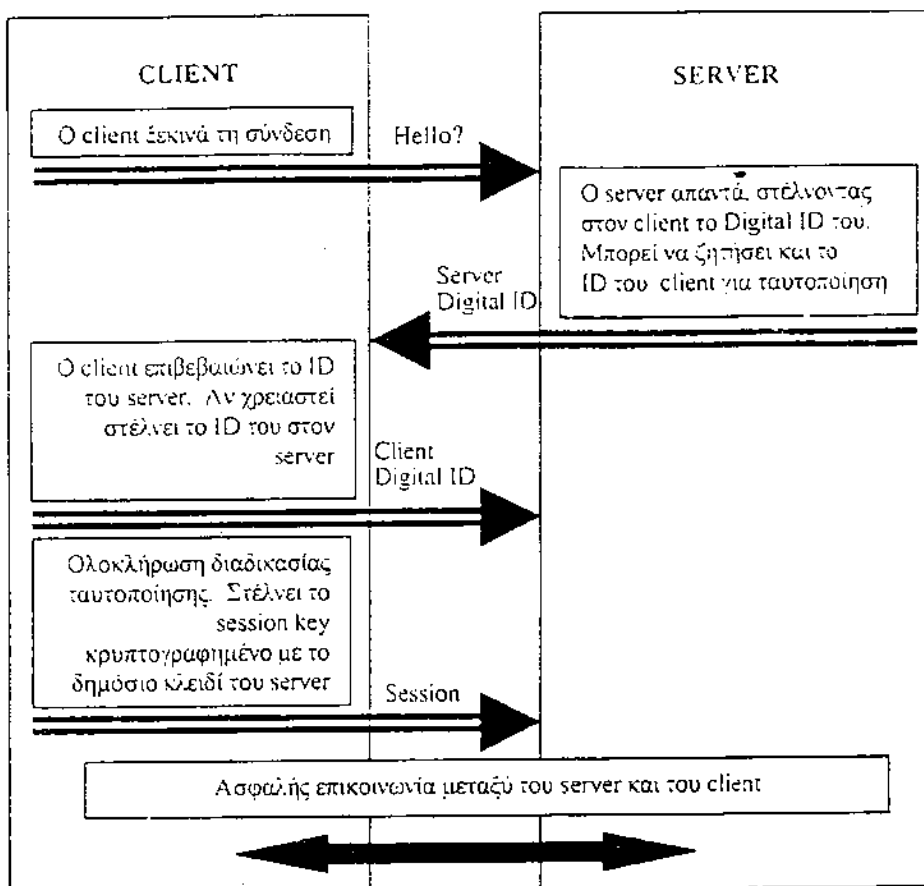 CLIENT
SERVER
Ο client ξεκινά τη σύνδεση
Hello?
Ο server απαντά, στέλνοντας
στον client το Digital ID του.
Μπορεί να ζητήσει και το
ID του client για ταυτοποίηση
Server
Digital ID
Ο client επιβεβαιώνει το ID
του server. Αν χρειαστεί
στέλνει το ID του στον
server
Client
Digital ID
Ολοκλήρωση διαδικασίας
ταυτοποίησης. Στέλνει το
session key
κρυπτογραφημένο με το
δημόσιο κλειδί του server
Session
Ασφαλής επικοινωνία μεταξύ του server και του client